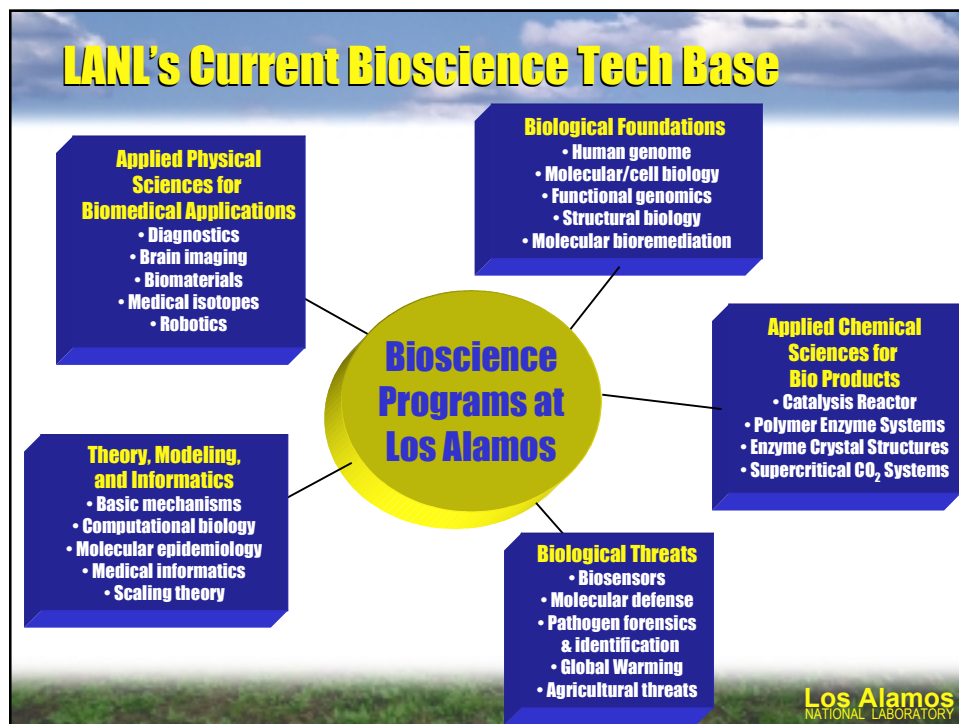 LANL's Current Bioscience Tech Base
Applied Physical
Sciences for
Biomedical Applications
• Diagnostics
• Brain imaging
• Biomaterials
• Medical isotopes
• Robotics
Biological Foundations
• Human genome
• Molecular/cell biology
• Functional genomics
• Structural biology
• Molecular bioremediation
Bioscience
Programs at
Los Alamos
Applied Chemical
Sciences for
Bio Products
• Catalysis Reactor
• Polymer Enzyme Systems
• Enzyme Crystal Structures
• Supercritical CO₂ Systems
Theory, Modeling,
and Informatics
• Basic mechanisms
• Computational biology
• Molecular epidemiology
• Medical informatics
• Scaling theory
Biological Threats
• Biosensors
• Molecular defense
• Pathogen forensics
& identification
• Global Warming
• Agricultural threats
Los Alamos
NATIONAL LABORATORY